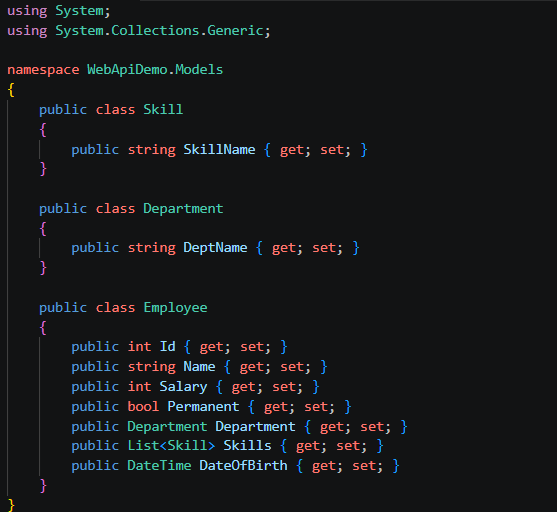 using System;
using System.Collections.Generic;
namespace WebApiDemo.Models
{
public class Skill
{
public string SkillName { get; set; }
}
public class Department
{
public string DeptName { get; set; }
}
public class Employee
{
public int Id { get; set; }
public string Name { get; set; }
public int Salary { get; set; }
public bool Permanent { get; set; }
public Department Department { get; set; }
public List<Skill> Skills { get; set; }
public DateTime DateOfBirth { get; set; }
}
}